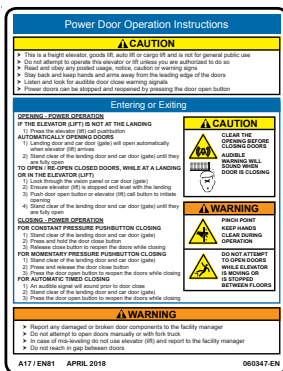 Power Door Operation Instructions
CAUTION
➤ This is a freight elevator, goods lift, auto lift or cargo lift and is not for general public use
➤ Do not attempt to operate this elevator or lift unless you are authorized to do so
➤ Read and obey any posted usage, notice, caution or warning signs
➤ Stay back and keep hands and arms away from the leading edge of the doors
➤ Listen and look for audible door close warning signals
➤ Power doors can be stopped and reopened by pressing the door open button
Entering or Exiting
OPENING - POWER OPERATION
IF THE ELEVATOR (LIFT) IS NOT AT THE LANDING
1) Press the elevator (lift) call pushbutton
AUTOMATICALLY OPENING DOORS
1) Landing door and car door (gate) will open automatically
when elevator (lift) arrives
2) Stand clear of the landing door and car door (gate) until they
are fully open
TO OPEN / RE-OPEN CLOSED DOORS, WHILE AT A LANDING
OR IN THE ELEVATOR (LIFT)
1) Look through the vision panel or car door (gate)
2) Ensure elevator (lift) is stopped and level with the landing
3) Push door open button or elevator (lift) call button to initiate
opening
4) Stand clear of the landing door and car door (gate) until they
are fully open
CLOSING - POWER OPERATION
FOR CONSTANT PRESSURE PUSHBUTTON CLOSING
1) Stand clear of the landing door and car door (gate)
2) Press and hold the door close button
3) Release close button to reopen the doors while closing
FOR MOMENTARY PRESSURE PUSHBUTTON CLOSING
1) Stand clear of the landing door and car door (gate)
2) Press and release the door close button
3) Press the door open button to reopen the doors while closing
FOR AUTOMATIC TIMED CLOSING
1) An audible signal will sound prior to door close
2) Stand clear of the landing door and car door (gate)
3) Press the door open button to reopen the doors while closing
CAUTION
CLEAR THE
OPENING BEFORE
CLOSING DOORS
AUDIBLE
WARNING WILL
SOUND WHEN
DOOR IS CLOSING
WARNING
PINCH POINT
KEEP HANDS
CLEAR DURING
OPERATION
DO NOT ATTEMPT
TO OPEN DOORS
WHILE ELEVATOR
IS MOVING OR
IS STOPPED
BETWEEN FLOORS
WARNING
➤ Report any damaged or broken door components to the facility manager
➤ Do not attempt to open doors manually or with fork truck
➤ In case of mis-leveling do not use elevator (lift) and report to the facility manager
➤ Do not reach in gap between doors
A17 / EN81 APRIL 2018 060347-EN